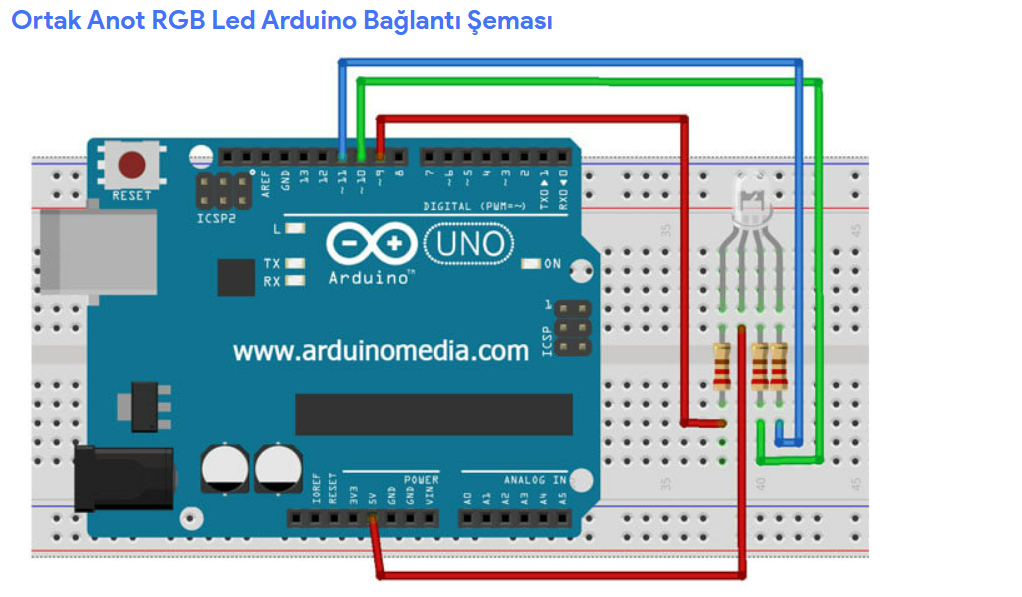 Ortak Anot RGB Led Arduino Bağlantı Şeması
RESET
ICSP2
AREF
GND
13
12
~11
~10
~9
8
7
~6
~5
4
~3
2
TXO▶1
RXO◀0
DIGITAL (PWM=~)
L
TX
RX
Arduino™
UNO
ON
1
ICSP
www.arduinomedia.com
35
45
POWER
ANALOG IN
IOREF
RESET
3V3
5V
GND
GND
VIN
A0
A1
A2
A3
A4
A5
35
40
45